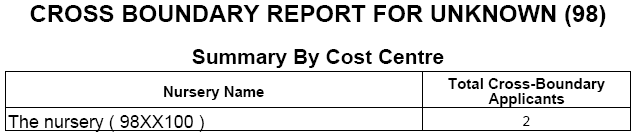 CROSS BOUNDARY REPORT FOR UNKNOWN (98)
Summary By Cost Centre
Nursery Name
Total Cross-Boundary
Applicants
The nursery ( 98XX100 )
2